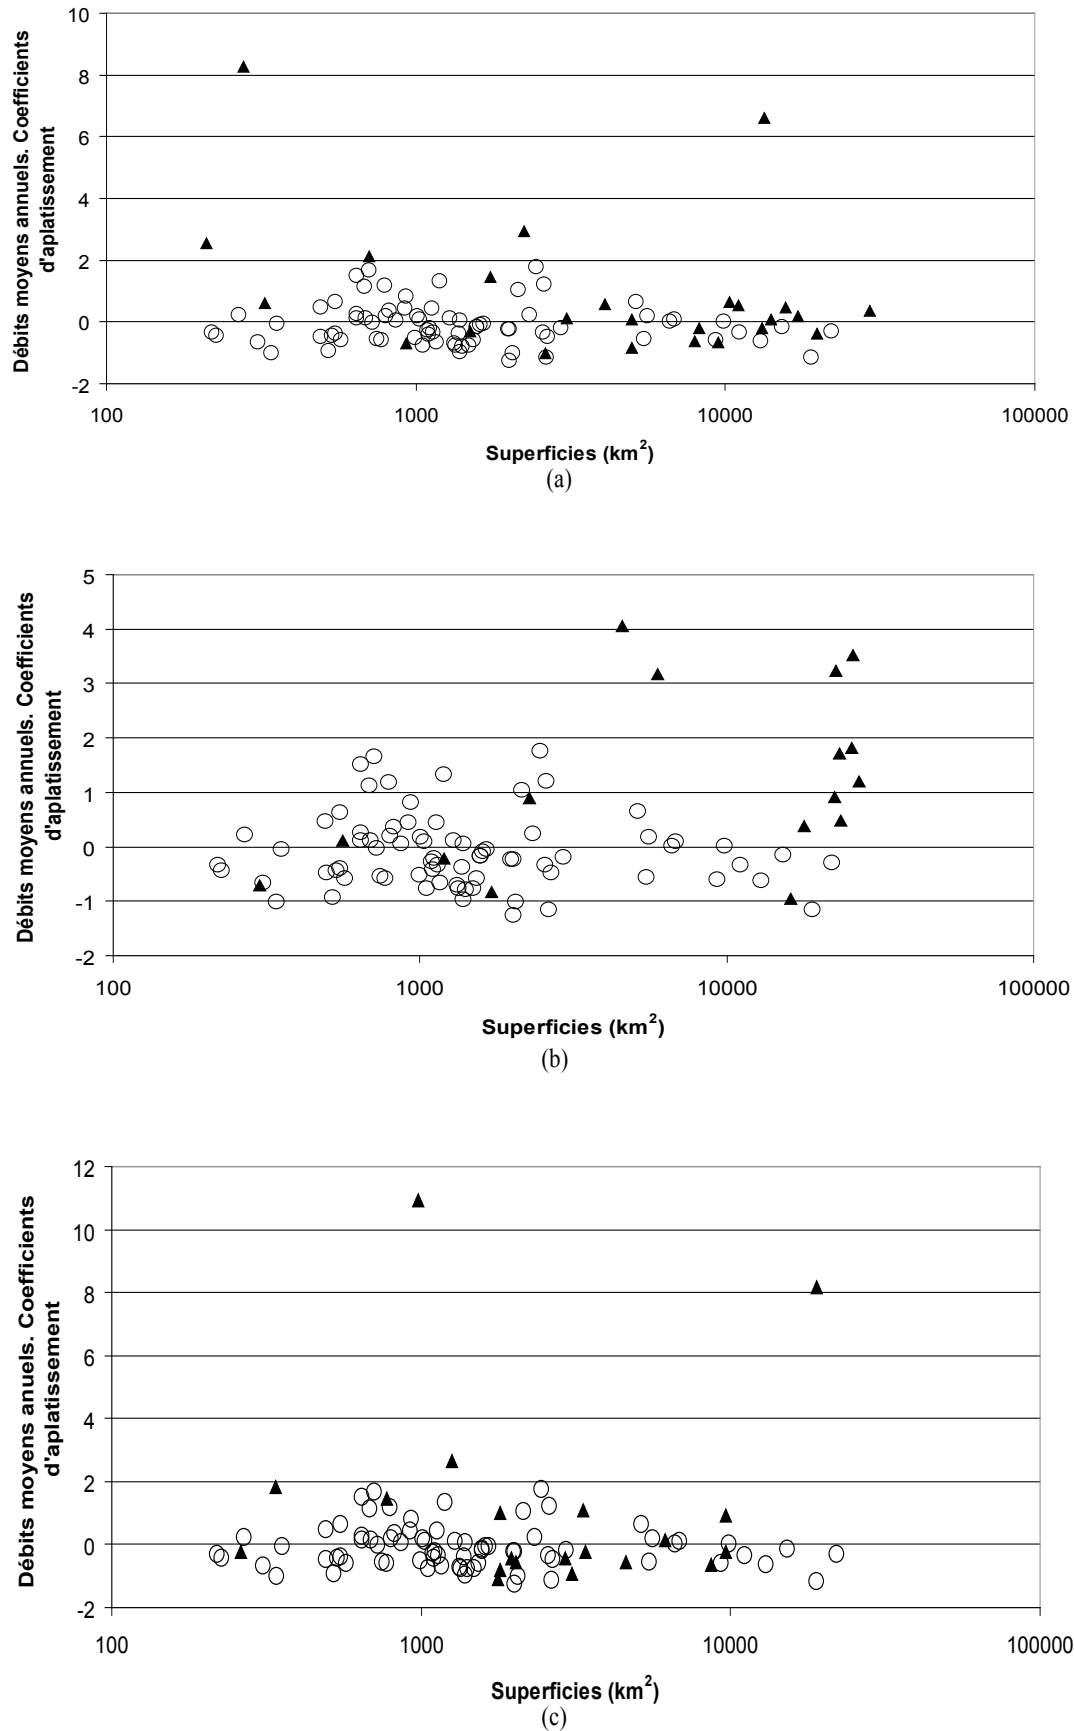 Débits moyens annuels. Coefficients
d'aplatissement
10
8
6
4
2
0
-2
100
1000
10000
100000
Superficies (km²)
(a)
Débits moyens annuels. Coefficients
d'aplatissement
5
4
3
2
1
0
-1
-2
100
1000
10000
100000
Superficies (km²)
(b)
Débits moyens anuels. Coefficients
d'aplatissement
12
10
8
6
4
2
0
-2
100
1000
10000
100000
Superficies (km²)
(c)